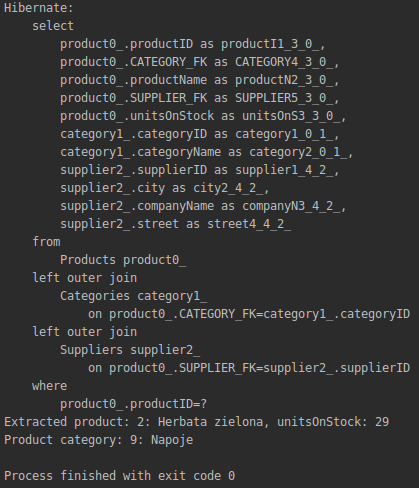 Hibernate:
    select
        product0_.productID as productI1_3_0_,
        product0_.CATEGORY_FK as CATEGORY4_3_0_,
        product0_.productName as productN2_3_0_,
        product0_.SUPPLIER_FK as SUPPLIER5_3_0_,
        product0_.unitsOnStock as unitsOnS3_3_0_,
        category1_.categoryID as category1_0_1_,
        category1_.categoryName as category2_0_1_,
        supplier2_.supplierID as supplier1_4_2_,
        supplier2_.city as city2_4_2_,
        supplier2_.companyName as companyN3_4_2_,
        supplier2_.street as street4_4_2_
    from
        Products product0_
    left outer join
        Categories category1_
            on product0_.CATEGORY_FK=category1_.categoryID
    left outer join
        Suppliers supplier2_
            on product0_.SUPPLIER_FK=supplier2_.supplierID
    where
        product0_.productID=?
Extracted product: 2: Herbata zielona, unitsOnStock: 29
Product category: 9: Napoje
Process finished with exit code 0